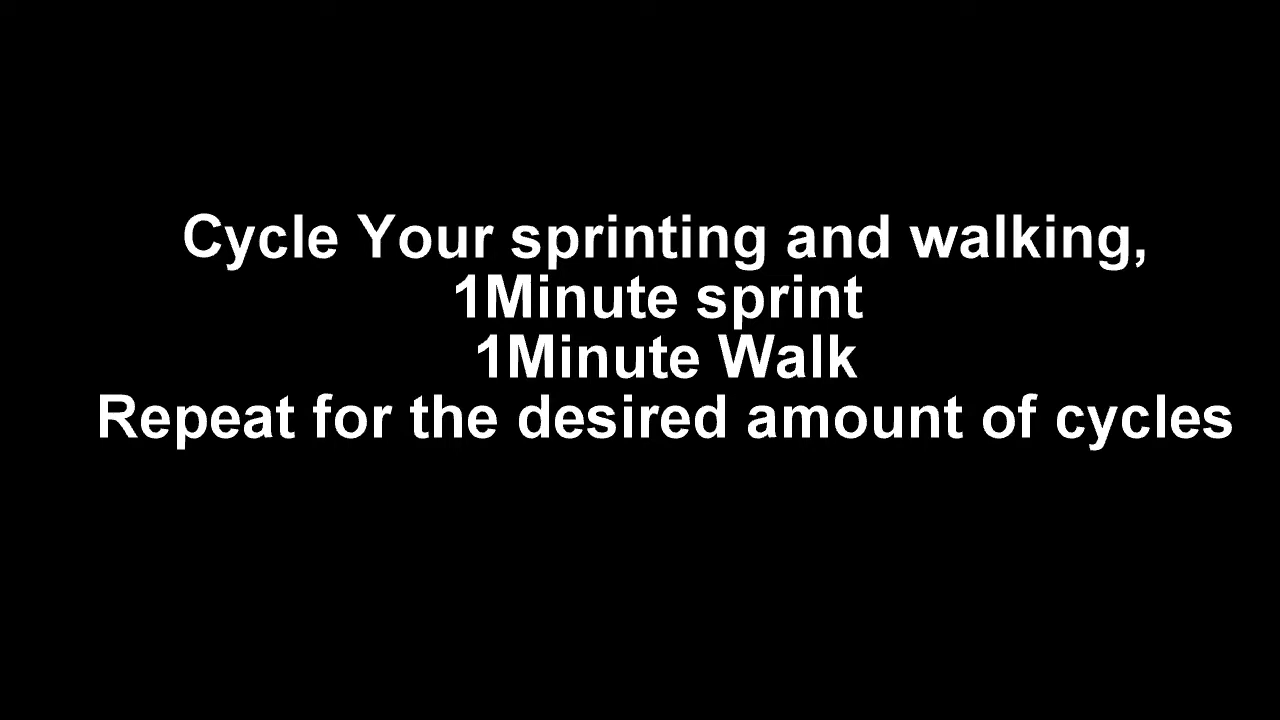 Cycle Your sprinting and walking,
1Minute sprint
1Minute Walk
Repeat for the desired amount of cycles